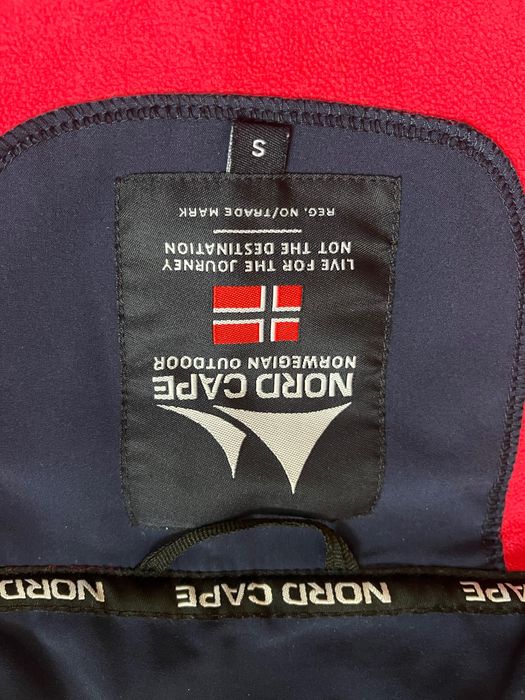 NORD CAPE NORD CAPE NORD CAPE
NORD CAPE
NORWEGIAN OUTDOOR
LIVE FOR THE JOURNEY
NOT THE DESTINATION
REG. NO/TRADE MARK
S